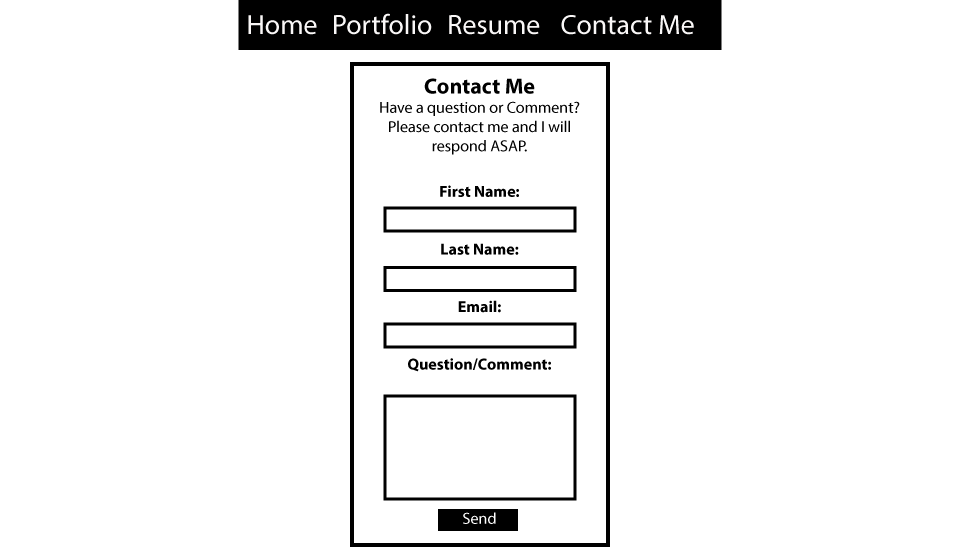 Home Portfolio Resume Contact Me
Contact Me
Have a question or Comment?
Please contact me and I will
respond ASAP.
First Name:
Last Name:
Email:
Question/Comment:
Send